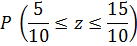 P (5/10 ≤ z ≤ 15/10)